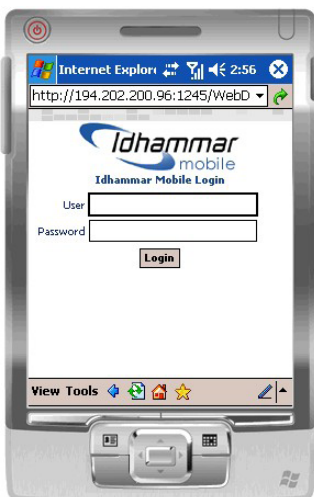 Internet Explor 2:56
http://194.202.200.96:1245/WebD
Idhammar
mobile
Idhammar Mobile Login
User
Password
Login
View Tools